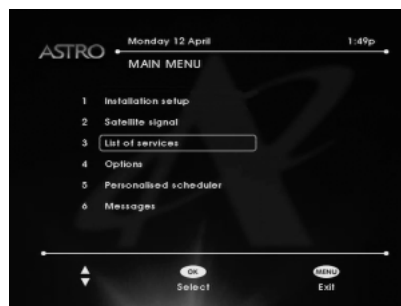 ASTRO
Monday 12 April 1:49p
MAIN MENU
1 Installation setup
2 Satellite signal
3 List of services
4 Options
5 Personalised scheduler
6 Messages
OK MENU
Select Exit